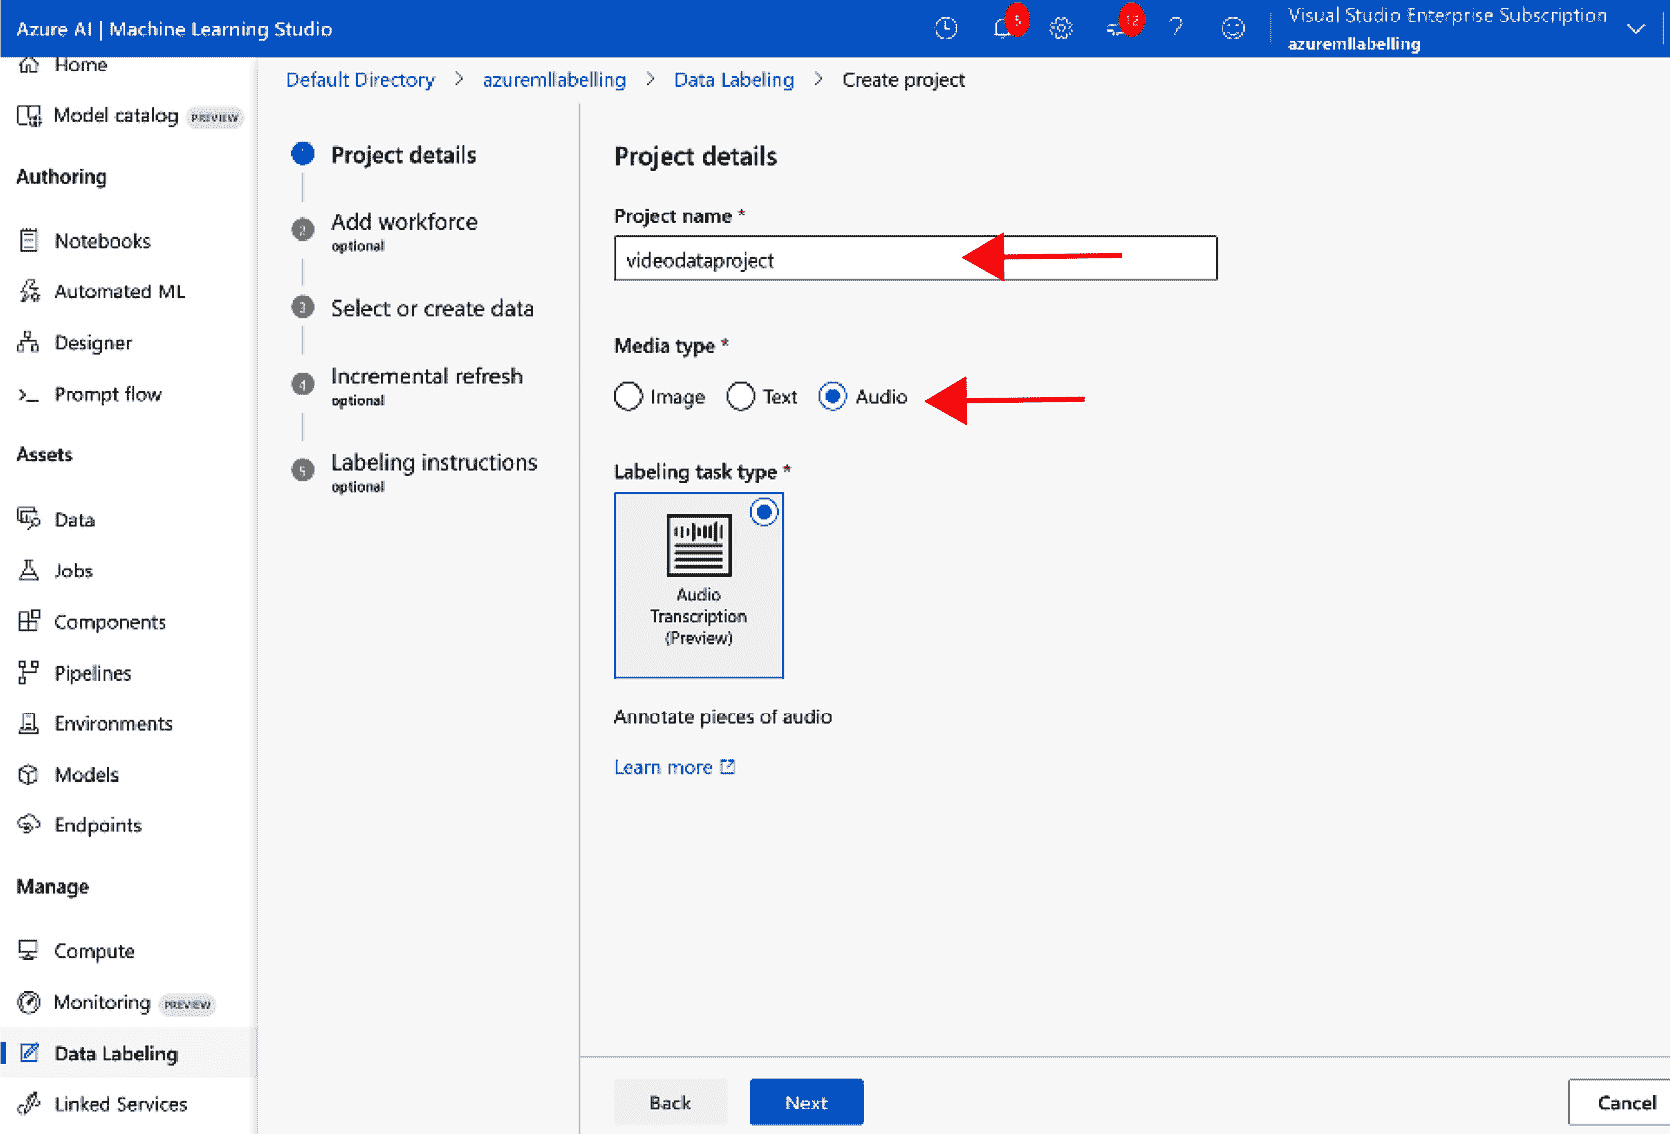 Azure AI | Machine Learning Studio
5
12
?
Visual Studio Enterprise Subscription
azuremllabelling
Home
Model catalog PREVIEW
Authoring
Notebooks
Automated ML
Designer
Prompt flow
Assets
Data
Jobs
Components
Pipelines
Environments
Models
Endpoints
Manage
Compute
Monitoring PREVIEW
Data Labeling
Linked Services
Default Directory > azuremllabelling > Data Labeling > Create project
1 Project details
2 Add workforce
optional
3 Select or create data
4 Incremental refresh
optional
5 Labeling instructions
optional
Project details
Project name *
videodataproject
Media type *
Image Text Audio
Labeling task type *
Audio
Transcription
(Preview)
Annotate pieces of audio
Learn more
Back Next Cancel